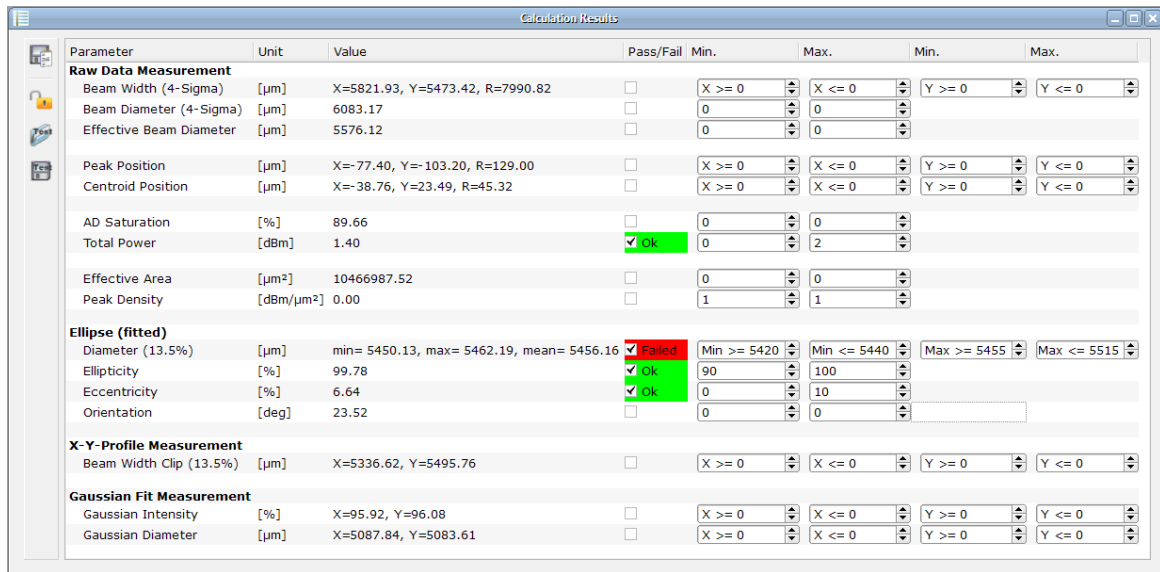 Calculation Results
Parameter Unit Value Pass/Fail Min. Max. Min. Max.
Raw Data Measurement
Beam Width (4-Sigma) [µm] X=5821.93, Y=5473.42, R=7990.82 X >= 0 X <= 0 Y >= 0 Y <= 0
Beam Diameter (4-Sigma) [µm] 6083.17 0 0
Effective Beam Diameter [µm] 5576.12 0 0
Peak Position [µm] X=-77.40, Y=-103.20, R=129.00 X >= 0 X <= 0 Y >= 0 Y <= 0
Centroid Position [µm] X=-38.76, Y=23.49, R=45.32 X >= 0 X <= 0 Y >= 0 Y <= 0
AD Saturation [%] 89.66 0 0
Total Power [dBm] 1.40 Ok 0 2
Effective Area [µm²] 10466987.52 0 0
Peak Density [dBm/µm²] 0.00 1 1
Ellipse (fitted)
Diameter (13.5%) [µm] min= 5450.13, max= 5462.19, mean= 5456.16 Failed Min >= 5420 Min <= 5440 Max >= 5455 Max <= 5515
Ellipticity [%] 99.78 Ok 90 100
Eccentricity [%] 6.64 Ok 0 10
Orientation [deg] 23.52 0 0
X-Y-Profile Measurement
Beam Width Clip (13.5%) [µm] X=5336.62, Y=5495.76 X >= 0 X <= 0 Y >= 0 Y <= 0
Gaussian Fit Measurement
Gaussian Intensity [%] X=95.92, Y=96.08 X >= 0 X <= 0 Y >= 0 Y <= 0
Gaussian Diameter [µm] X=5087.84, Y=5083.61 X >= 0 X <= 0 Y >= 0 Y <= 0
Test
Test